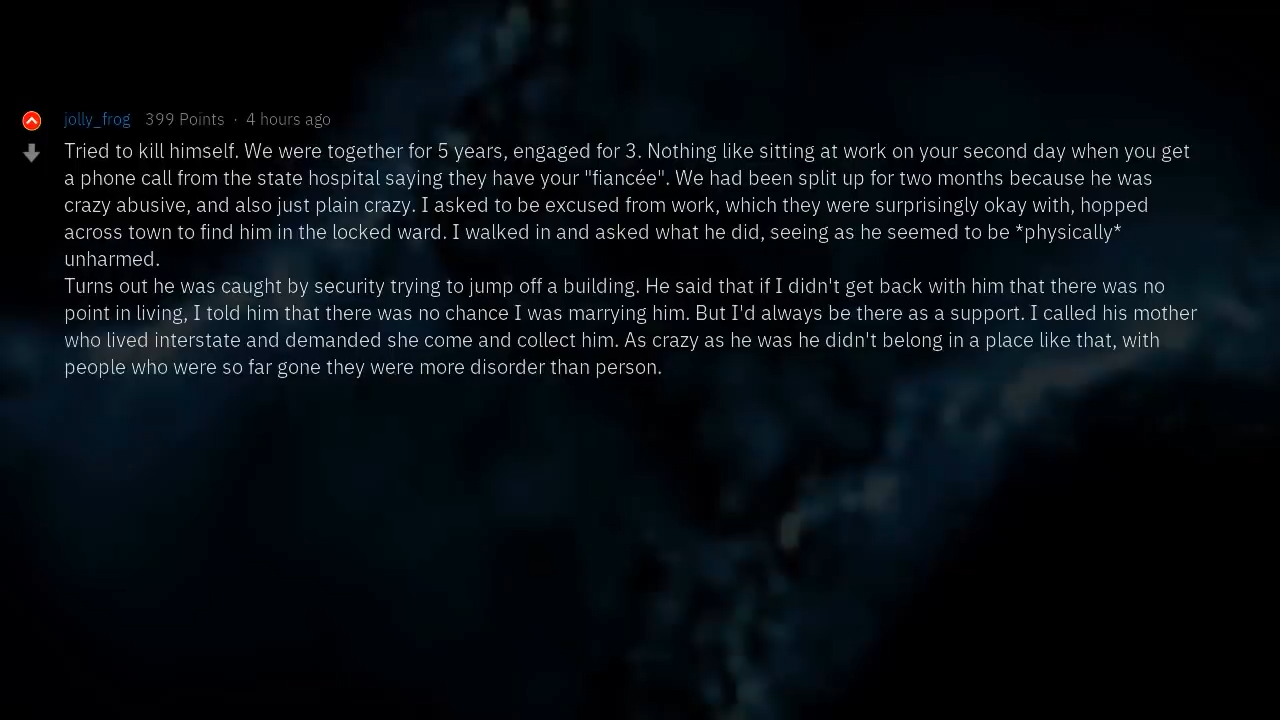 jolly_frog 399 Points · 4 hours ago
Tried to kill himself. We were together for 5 years, engaged for 3. Nothing like sitting at work on your second day when you get
a phone call from the state hospital saying they have your "fiancée". We had been split up for two months because he was
crazy abusive, and also just plain crazy. I asked to be excused from work, which they were surprisingly okay with, hopped
across town to find him in the locked ward. I walked in and asked what he did, seeing as he seemed to be *physically*
unharmed.
Turns out he was caught by security trying to jump off a building. He said that if I didn't get back with him that there was no
point in living, I told him that there was no chance I was marrying him. But I'd always be there as a support. I called his mother
who lived interstate and demanded she come and collect him. As crazy as he was he didn't belong in a place like that, with
people who were so far gone they were more disorder than person.